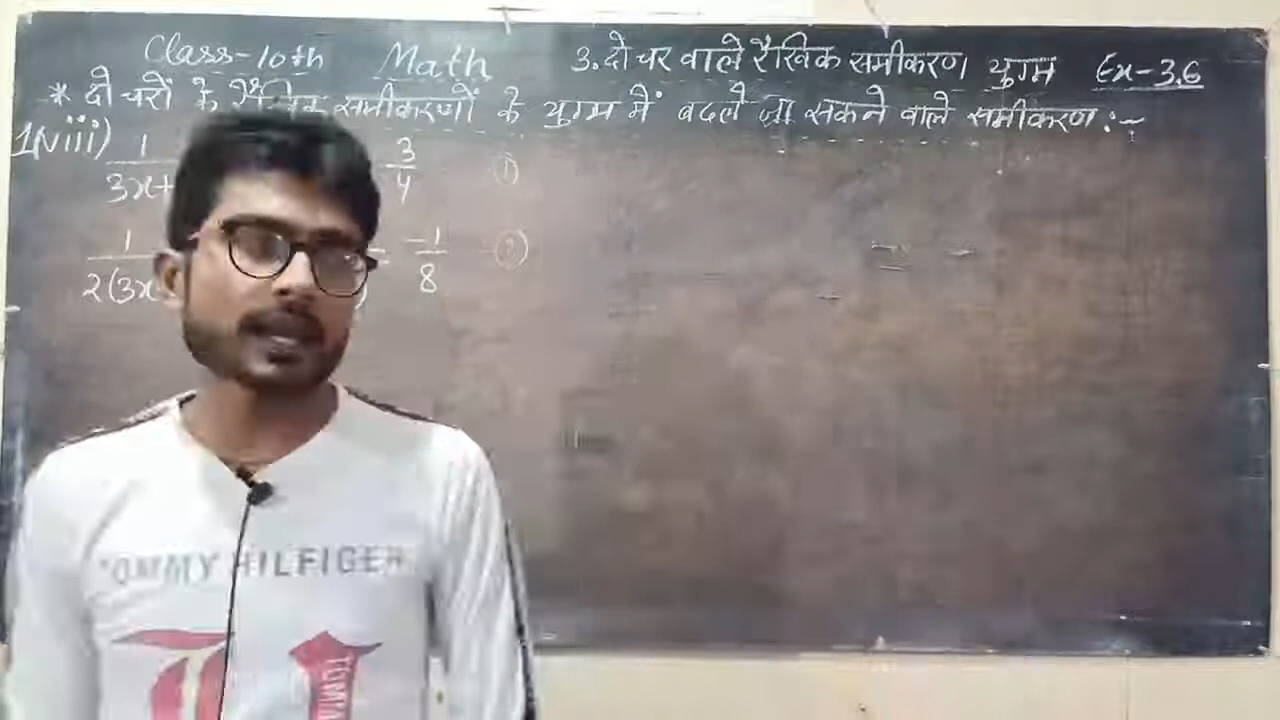 Class-10th Math 3. दो चर वाले रैखिक समीकरण युग्म Ex-3.6
* दो चरों के रैखिक समीकरणों के युग्म में बदले जा सकने वाले समीकरण :-
1(viii) 1/3x+ 3/4 ①
1/2(3x ) = -1/8 ②
TOMMY HILFIGER